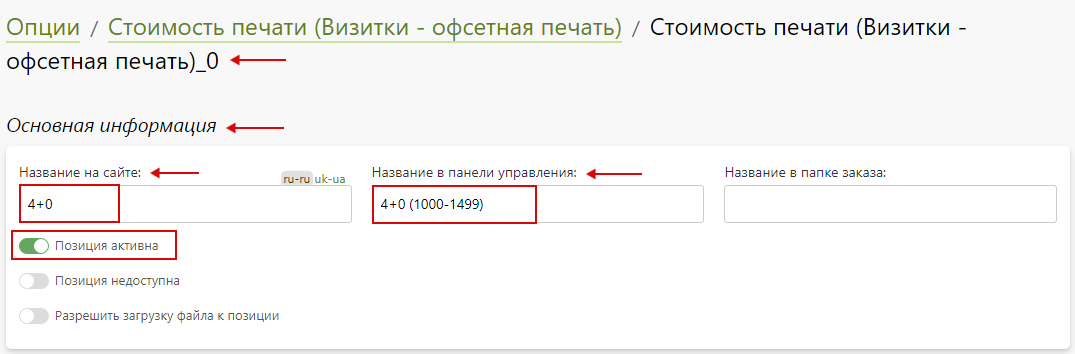 Опции / Стоимость печати (Визитки - офсетная печать) / Стоимость печати (Визитки -
офсетная печать)_0
Основная информация
Название на сайте: ru-ru uk-ua Название в панели управления: Название в папке заказа:
4+0 4+0 (1000-1499)
Позиция активна
Позиция недоступна
Разрешить загрузку файла к позиции